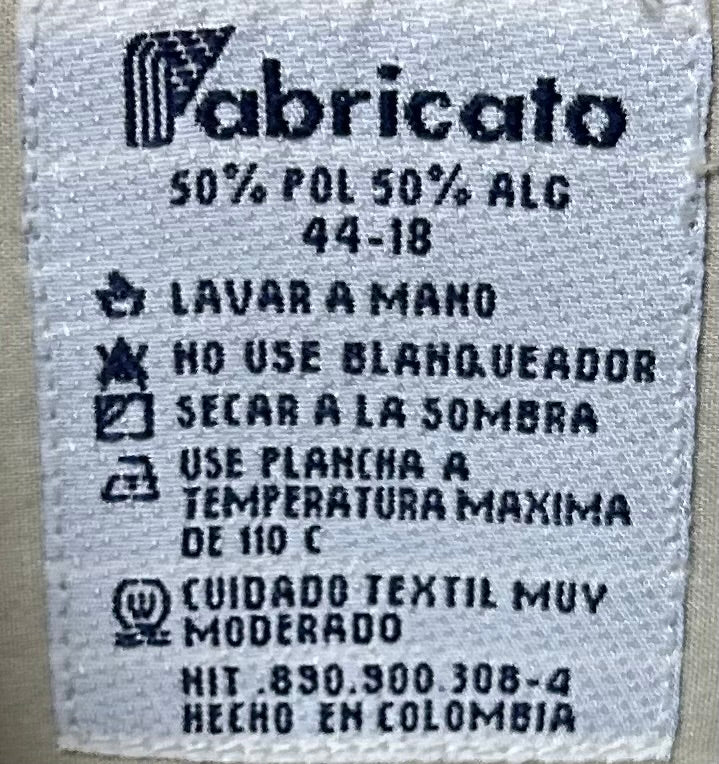 Fabricato
50% POL 50% ALG
44-18
LAVAR A MANO
NO USE BLANQUEADOR
SECAR A LA SOMBRA
USE PLANCHA A
TEMPERATURA MAXIMA
DE 110 C
W CUIDADO TEXTIL MUY
MODERADO
NIT .890.900.308-4
HECHO EN COLOMBIA